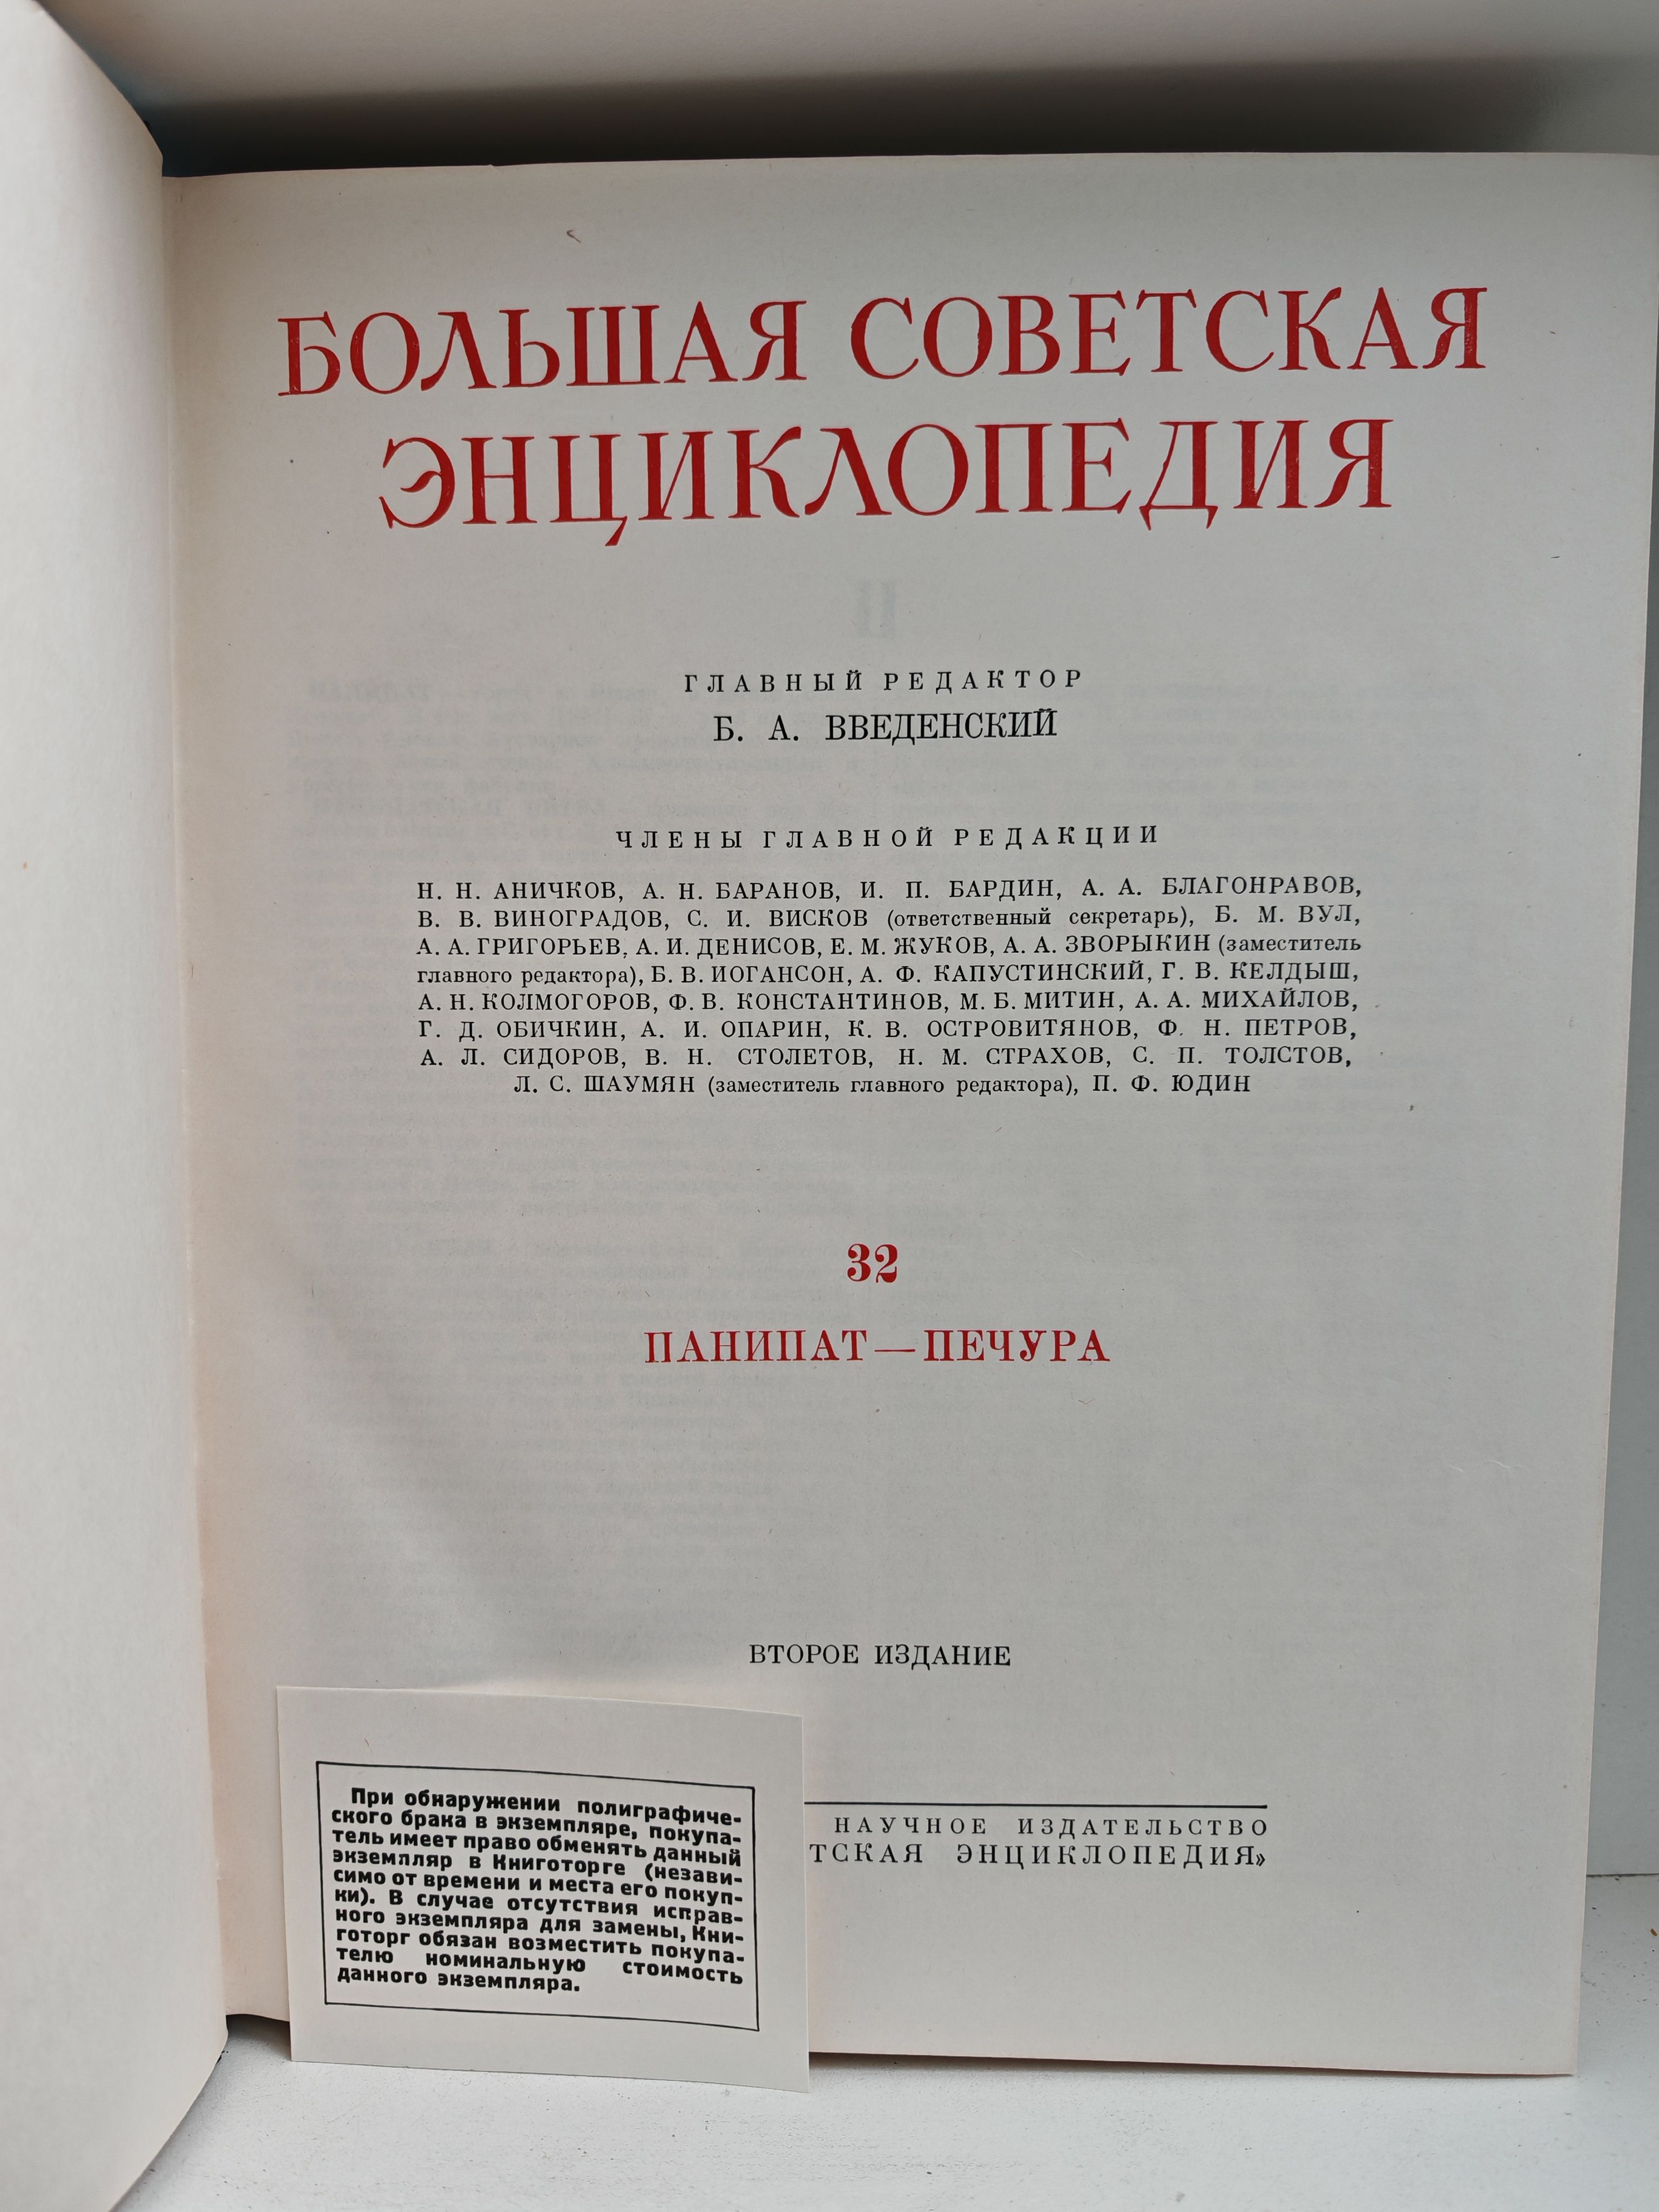 БОЛЬШАЯ СОВЕТСКАЯ
ЭНЦИКЛОПЕДИЯ
ГЛАВНЫЙ РЕДАКТОР
Б. А. ВВЕДЕНСКИЙ
ЧЛЕНЫ ГЛАВНОЙ РЕДАКЦИИ
Н. Н. АНИЧКОВ, А. Н. БАРАНОВ, И. П. БАРДИН, А. А. БЛАГОНРАВОВ,
В. В. ВИНОГРАДОВ, С. И. ВИСКОВ (ответственный секретарь), Б. М. ВУЛ,
А. А. ГРИГОРЬЕВ, А. И. ДЕНИСОВ, Е. М. ЖУКОВ, А. А. ЗВОРЫКИН (заместитель
главного редактора), Б. В. ИОГАНСОН, А. Ф. КАПУСТИНСКИЙ, Г. В. КЕЛДЫШ,
А. Н. КОЛМОГОРОВ, Ф. В. КОНСТАНТИНОВ, М. Б. МИТИН, А. А. МИХАЙЛОВ,
Г. Д. ОБИЧКИН, А. И. ОПАРИН, К. В. ОСТРОВИТЯНОВ, Ф. Н. ПЕТРОВ,
А. Л. СИДОРОВ, В. Н. СТОЛЕТОВ, Н. М. СТРАХОВ, С. П. ТОЛСТОВ,
Л. С. ШАУМЯН (заместитель главного редактора), П. Ф. ЮДИН
32
ПАНИПАТ — ПЕЧУРА
ВТОРОЕ ИЗДАНИЕ
НАУЧНОЕ ИЗДАТЕЛЬСТВО
ТСКАЯ ЭНЦИКЛОПЕДИЯ»
При обнаружении полиграфиче-
ского брака в экземпляре, покупа-
тель имеет право обменять данный
экземпляр в Книготорге (незави-
симо от времени и места его покуп-
ки). В случае отсутствия исправ-
ного экземпляра для замены, Кни-
готорг обязан возместить покупа-
телю номинальную стоимость
данного экземпляра.